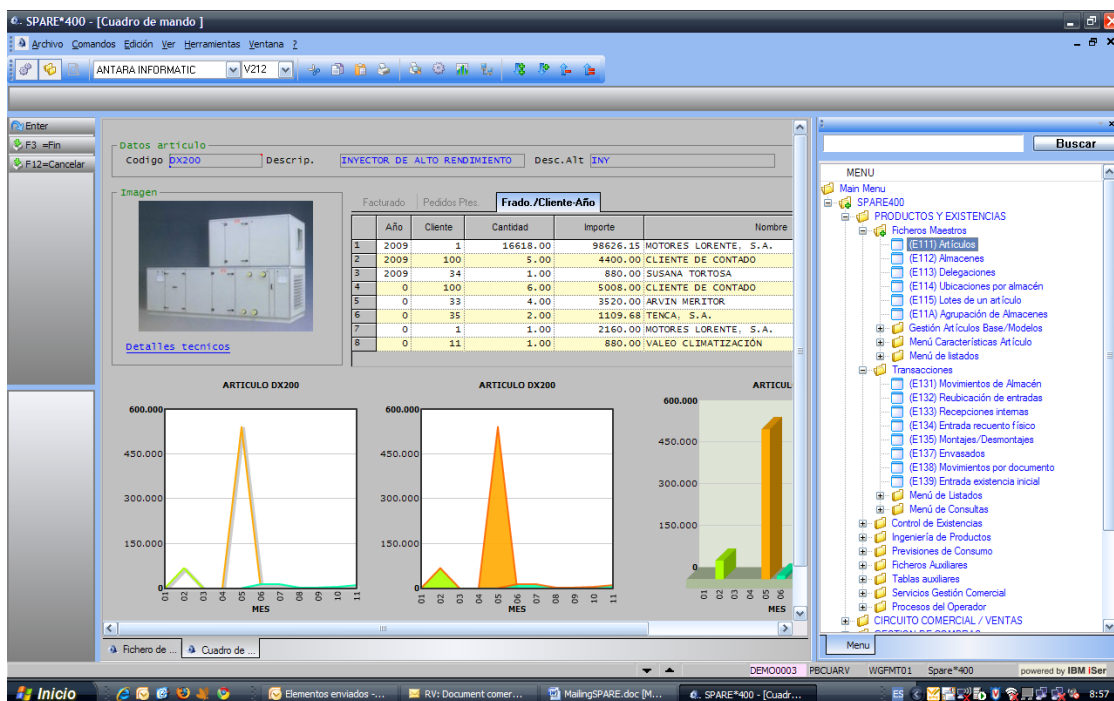 SPARE*400 - [Cuadro de mando ]
Archivo Comandos Edición Ver Herramientas Ventana ?
ANTARA INFORMATIC V212
Enter
F3 =Fin
F12=Cancelar
Datos artículo
Codigo DX200 Descrip. INYECTOR DE ALTO RENDIMIENTO Desc.Alt INY
Imagen
Detalles tecnicos
Facturado Pedidos Ptes. Frado./Cliente-Año
Año Cliente Cantidad Importe Nombre
1 2009 1 16618.00 98626.15 MOTORES LORENTE, S.A.
2 2009 100 5.00 4400.00 CLIENTE DE CONTADO
3 2009 34 1.00 880.00 SUSANA TORTOSA
4 0 100 6.00 5008.00 CLIENTE DE CONTADO
5 0 33 4.00 3520.00 ARVIN MERITOR
6 0 35 2.00 1109.68 TENCA, S.A.
7 0 1 1.00 2160.00 MOTORES LORENTE, S.A.
8 0 11 1.00 880.00 VALEO CLIMATIZACIÓN
ARTICULO DX200
600.000
450.000
300.000
150.000
0
01 02 03 04 05 06 07 08 09 10 11
MES
ARTICULO DX200
600.000
450.000
300.000
150.000
0
01 02 03 04 05 06 07 08 09 10 11
MES
ARTICUL
600.000
450.000
300.000
150.000
0
01 02 03 04 05 06
MES
Fichero de ... Cuadro de ...
Buscar
MENU
Main Menu
SPARE400
PRODUCTOS Y EXISTENCIAS
Ficheros Maestros
(E111) Artículos
(E112) Almacenes
(E113) Delegaciones
(E114) Ubicaciones por almacén
(E115) Lotes de un artículo
(E11A) Agrupación de Almacenes
Gestión Artículos Base/Modelos
Menú Característica Artículo
Menú de listados
Transacciones
(E131) Movimientos de Almacén
(E132) Reubicación de entradas
(E133) Recepciones internas
(E134) Entrada recuento físico
(E135) Montajes/Desmontajes
(E137) Envasados
(E138) Movimientos por documento
(E139) Entrada existencia inicial
Menú de Listados
Menú de Consultas
Control de Existencias
Ingeniería de Productos
Previsiones de Consumo
Ficheros Auxiliares
Tablas auxiliares
Servicios Gestión Comercial
Procesos del Operador
CIRCUITO COMERCIAL / VENTAS
GESTION DE COMPRAS
Menu
DEMO0003 PBCUARV WGFMT01 Spare*400 powered by IBM iSer
Inicio Elementos enviados -... RV: Document comer... MailingSPARE.doc [M... SPARE*400 - [Cuadr... ES 8:57